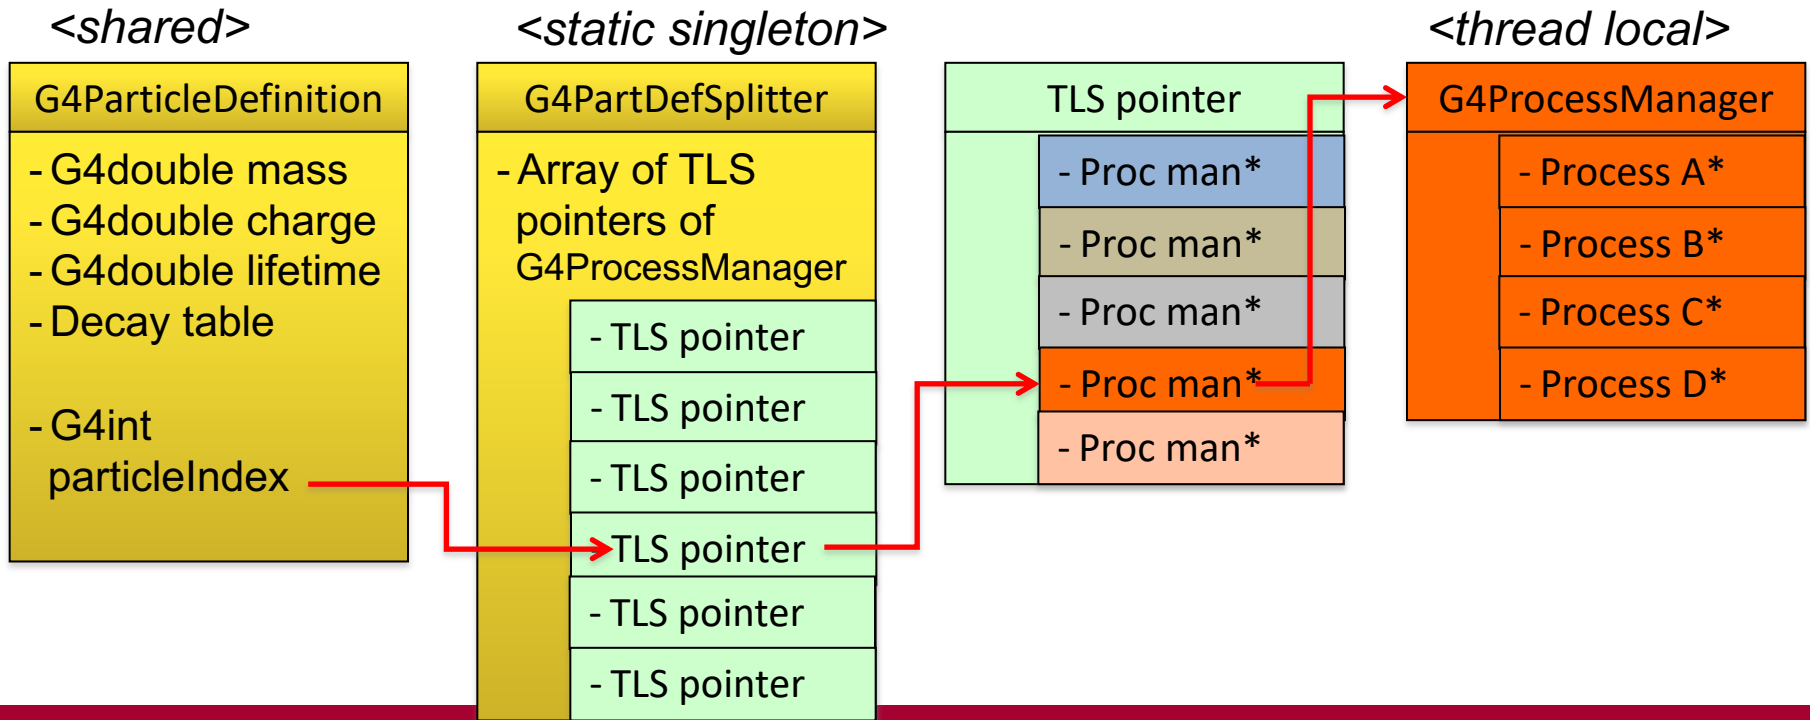 <shared>
G4ParticleDefinition
- G4double mass
- G4double charge
- G4double lifetime
- Decay table
- G4int
particleIndex
<static singleton>
G4PartDefSplitter
- Array of TLS
pointers of
G4ProcessManager
- TLS pointer
- TLS pointer
- TLS pointer
TLS pointer
- TLS pointer
- TLS pointer
TLS pointer
- Proc man*
- Proc man*
- Proc man*
- Proc man*
- Proc man*
<thread local>
G4ProcessManager
- Process A*
- Process B*
- Process C*
- Process D*